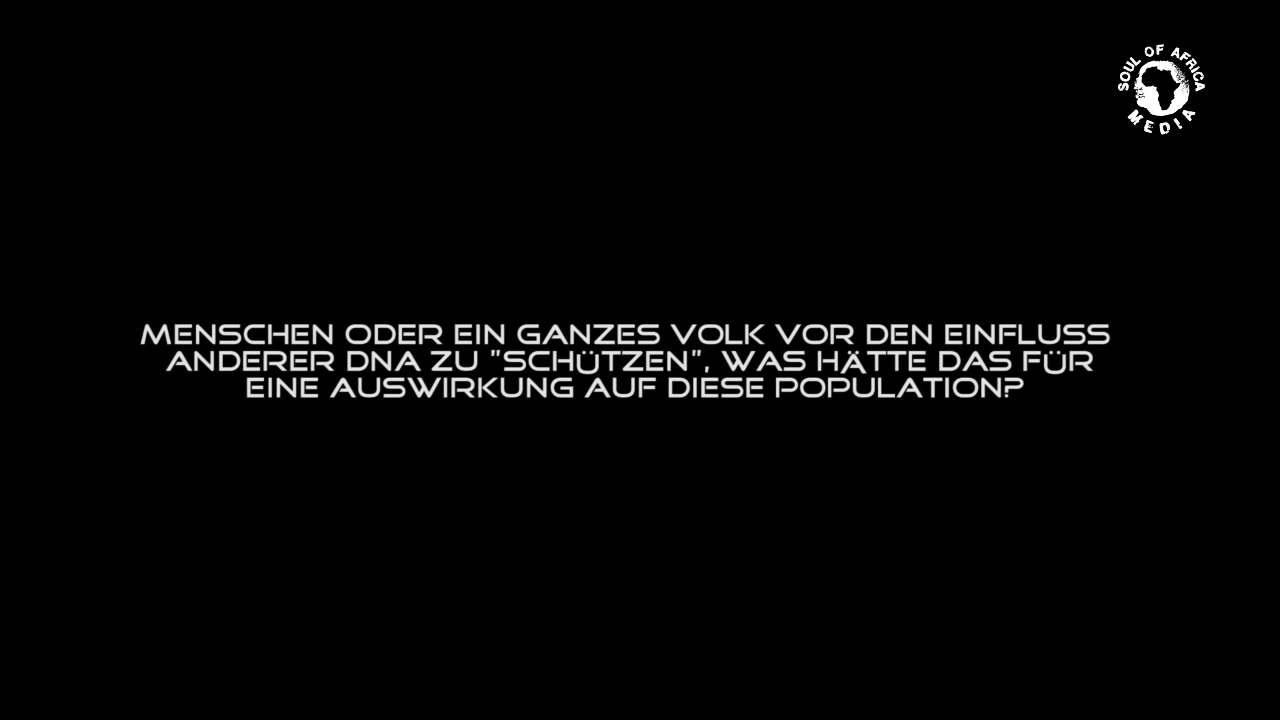 SOUL OF AFRICA
MEDIA
MENSCHEN ODER EIN GANZES VOLK VOR DEN EINFLUSS
ANDERER DNA ZU "SCHÜTZEN", WAS HÄTTE DAS FÜR
EINE AUSWIRKUNG AUF DIESE POPULATION?